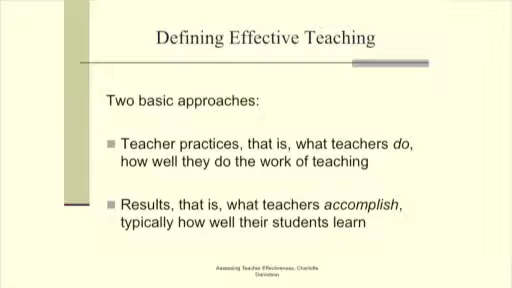 Defining Effective Teaching
Two basic approaches:
Teacher practices, that is, what teachers do,
how well they do the work of teaching
Results, that is, what teachers accomplish,
typically how well their students learn
Assessing Teacher Effectiveness, Charlotte
Danielson